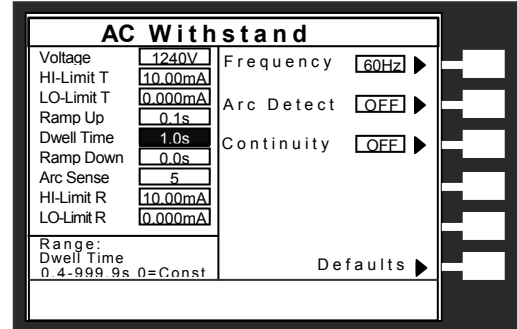 AC Withstand
Voltage 1240V
HI-Limit T 10.00mA
LO-Limit T 0.000mA
Ramp Up 0.1s
Dwell Time 1.0s
Ramp Down 0.0s
Arc Sense 5
HI-Limit R 10.00mA
LO-Limit R 0.000mA
Range:
Dwell Time
0.4-999.9s 0=Const
Frequency 60Hz
Arc Detect OFF
Continuity OFF
Defaults